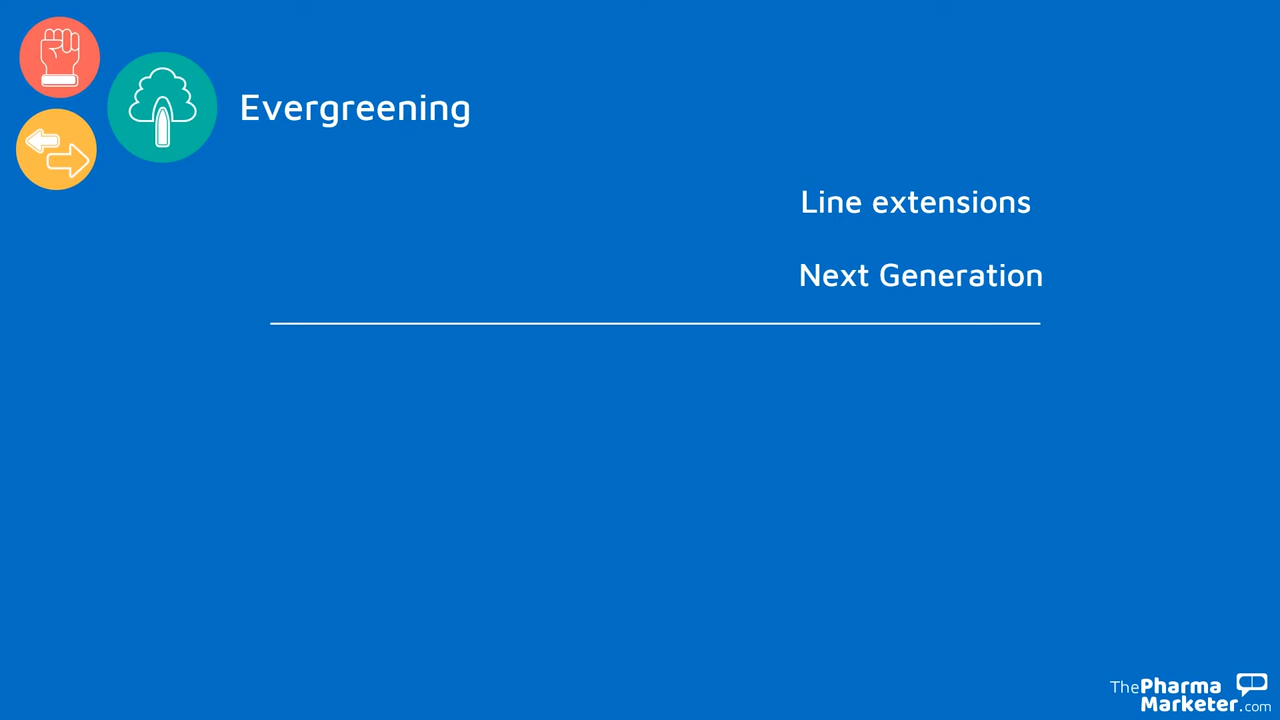 Evergreening
Line extensions
Next Generation
ThePharma
Marketer.com